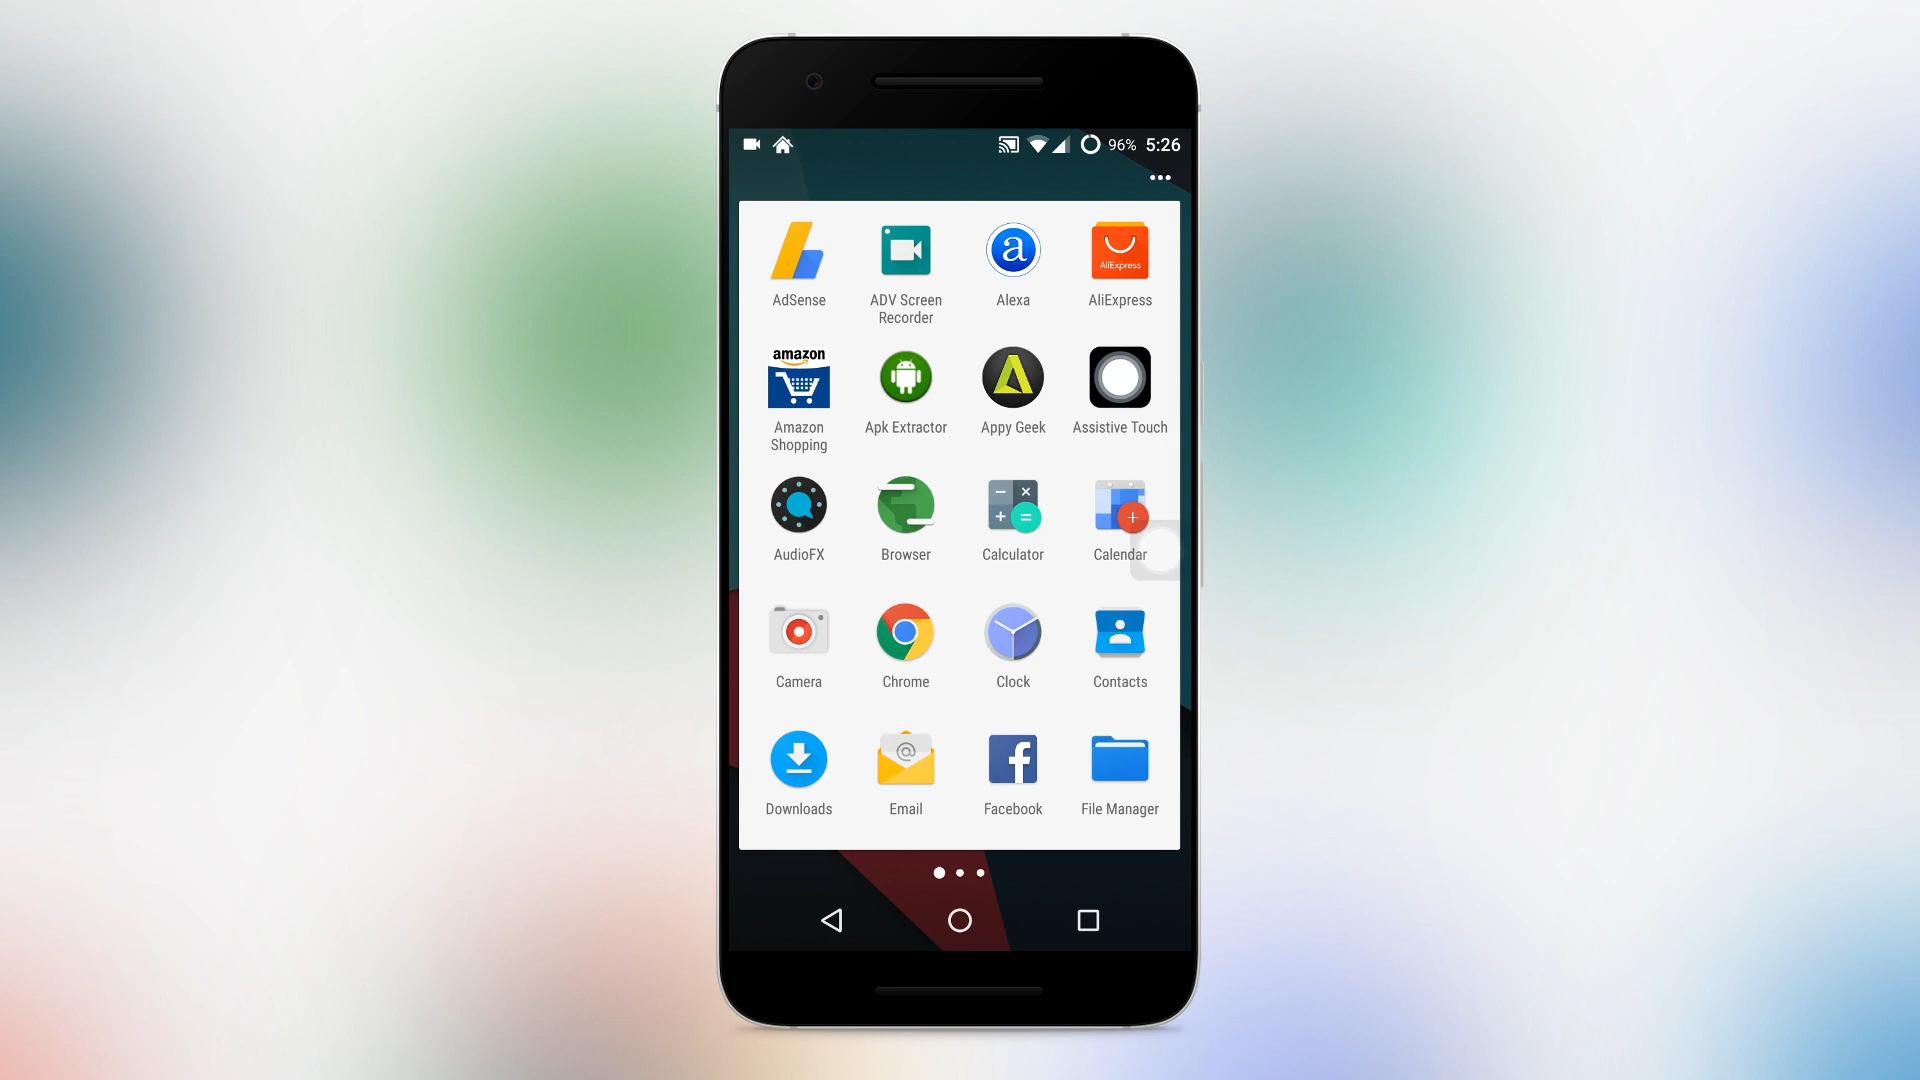 96% 5:26
AdSense
ADV Screen
Recorder
Alexa
AliExpress
AliExpress
amazon
Amazon
Shopping
Apk Extractor
Appy Geek
Assistive Touch
AudioFX
Browser
Calculator
Calendar
Camera
Chrome
Clock
Contacts
Downloads
Email
Facebook
File Manager